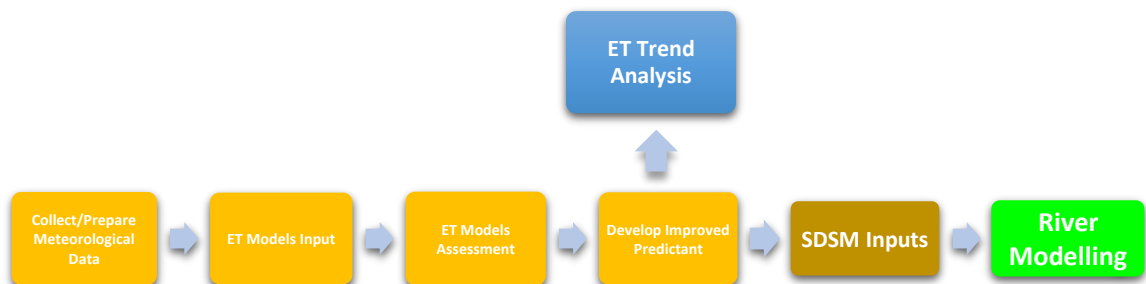 ET Trend
Analysis
Collect/Prepare
Meteorological
Data
ET Models Input
ET Models
Assessment
Develop Improved
Predictant
SDSM Inputs
River
Modelling